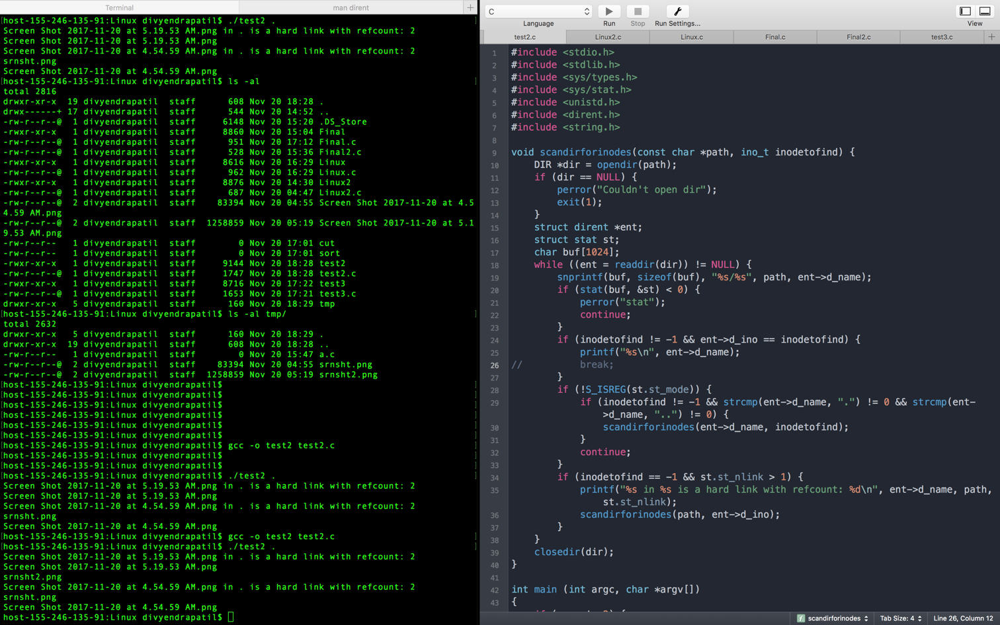 Terminal
man dirent
[host-155-246-135-91:Linux divyendrapatil$ ./test2 .
Screen Shot 2017-11-20 at 5.19.53 AM.png in . is a hard link with refcount: 2
Screen Shot 2017-11-20 at 5.19.53 AM.png
Screen Shot 2017-11-20 at 4.54.59 AM.png in . is a hard link with refcount: 2
srnsht.png
Screen Shot 2017-11-20 at 4.54.59 AM.png
[host-155-246-135-91:Linux divyendrapatil$ ls -al
total 2816
drwxr-xr-x  19 divyendrapatil  staff      608 Nov 20 18:28 .
drwx------+ 17 divyendrapatil  staff      544 Nov 20 14:52 ..
-rw-r--r--@  1 divyendrapatil  staff     6148 Nov 20 15:20 .DS_Store
-rwxr-xr-x   1 divyendrapatil  staff     8860 Nov 20 15:04 Final
-rw-r--r--@  1 divyendrapatil  staff      951 Nov 20 17:12 Final.c
-rw-r--r--@  1 divyendrapatil  staff      528 Nov 20 15:36 Final2.c
-rwxr-xr-x   1 divyendrapatil  staff     8616 Nov 20 16:29 Linux
-rw-r--r--@  1 divyendrapatil  staff      962 Nov 20 16:29 Linux.c
-rwxr-xr-x   1 divyendrapatil  staff     8876 Nov 20 14:30 Linux2
-rw-r--r--@  1 divyendrapatil  staff      687 Nov 20 04:47 Linux2.c
-rw-r--r--@  2 divyendrapatil  staff    83394 Nov 20 04:55 Screen Shot 2017-11-20 at 4.5
4.59 AM.png
-rw-r--r--@  2 divyendrapatil  staff  1258859 Nov 20 05:19 Screen Shot 2017-11-20 at 5.1
9.53 AM.png
-rw-r--r--   1 divyendrapatil  staff        0 Nov 20 17:01 cut
-rw-r--r--   1 divyendrapatil  staff        0 Nov 20 17:01 sort
-rwxr-xr-x   1 divyendrapatil  staff     9144 Nov 20 18:28 test2
-rw-r--r--@  1 divyendrapatil  staff     1747 Nov 20 18:28 test2.c
-rwxr-xr-x   1 divyendrapatil  staff     8716 Nov 20 17:22 test3
-rw-r--r--@  1 divyendrapatil  staff     1653 Nov 20 17:21 test3.c
drwxr-xr-x   5 divyendrapatil  staff      160 Nov 20 18:29 tmp
[host-155-246-135-91:Linux divyendrapatil$ ls -al tmp/
total 2632
drwxr-xr-x   5 divyendrapatil  staff      160 Nov 20 18:29 .
drwxr-xr-x  19 divyendrapatil  staff      608 Nov 20 18:28 ..
-rw-r--r--   1 divyendrapatil  staff        0 Nov 20 15:47 a.c
-rw-r--r--@  2 divyendrapatil  staff    83394 Nov 20 04:55 srnsht.png
-rw-r--r--@  2 divyendrapatil  staff  1258859 Nov 20 05:19 srnsht2.png
[host-155-246-135-91:Linux divyendrapatil$
[host-155-246-135-91:Linux divyendrapatil$
[host-155-246-135-91:Linux divyendrapatil$
[host-155-246-135-91:Linux divyendrapatil$
[host-155-246-135-91:Linux divyendrapatil$
[host-155-246-135-91:Linux divyendrapatil$
[host-155-246-135-91:Linux divyendrapatil$ gcc -o test2 test2.c
[host-155-246-135-91:Linux divyendrapatil$
[host-155-246-135-91:Linux divyendrapatil$
[host-155-246-135-91:Linux divyendrapatil$ ./test2 .
Screen Shot 2017-11-20 at 5.19.53 AM.png in . is a hard link with refcount: 2
Screen Shot 2017-11-20 at 5.19.53 AM.png
Screen Shot 2017-11-20 at 4.54.59 AM.png in . is a hard link with refcount: 2
srnsht.png
Screen Shot 2017-11-20 at 4.54.59 AM.png
[host-155-246-135-91:Linux divyendrapatil$ gcc -o test2 test2.c
[host-155-246-135-91:Linux divyendrapatil$ ./test2 .
Screen Shot 2017-11-20 at 5.19.53 AM.png in . is a hard link with refcount: 2
Screen Shot 2017-11-20 at 5.19.53 AM.png
srnsht2.png
Screen Shot 2017-11-20 at 4.54.59 AM.png in . is a hard link with refcount: 2
srnsht.png
Screen Shot 2017-11-20 at 4.54.59 AM.png
host-155-246-135-91:Linux divyendrapatil$
C
Language Run Stop Run Settings... View
test2.c Linux2.c Linux.c Final.c Final2.c test3.c
1 #include <stdio.h>
2 #include <stdlib.h>
3 #include <sys/types.h>
4 #include <sys/stat.h>
5 #include <unistd.h>
6 #include <dirent.h>
7 #include <string.h>
8
9 void scandirforinodes(const char *path, ino_t inodetofind) {
10     DIR *dir = opendir(path);
11     if (dir == NULL) {
12         perror("Couldn't open dir");
13         exit(1);
14     }
15     struct dirent *ent;
16     struct stat st;
17     char buf[1024];
18     while ((ent = readdir(dir)) != NULL) {
19         snprintf(buf, sizeof(buf), "%s/%s", path, ent->d_name);
20         if (stat(buf, &st) < 0) {
21             perror("stat");
22             continue;
23         }
24         if (inodetofind != -1 && ent->d_ino == inodetofind) {
25             printf("%s\n", ent->d_name);
26 //          break;
27         }
28         if (!S_ISREG(st.st_mode)) {
29             if (inodetofind != -1 && strcmp(ent->d_name, ".") != 0 && strcmp(ent-
>d_name, "..") != 0) {
30                 scandirforinodes(ent->d_name, inodetofind);
31             }
32             continue;
33         }
34         if (inodetofind == -1 && st.st_nlink > 1) {
35             printf("%s in %s is a hard link with refcount: %d\n", ent->d_name, path,
st.st_nlink);
36             scandirforinodes(path, ent->d_ino);
37         }
38     }
39     closedir(dir);
40 }
41
42 int main (int argc, char *argv[])
43 {
scandirforinodes Tab Size: 4 Line 26, Column 12